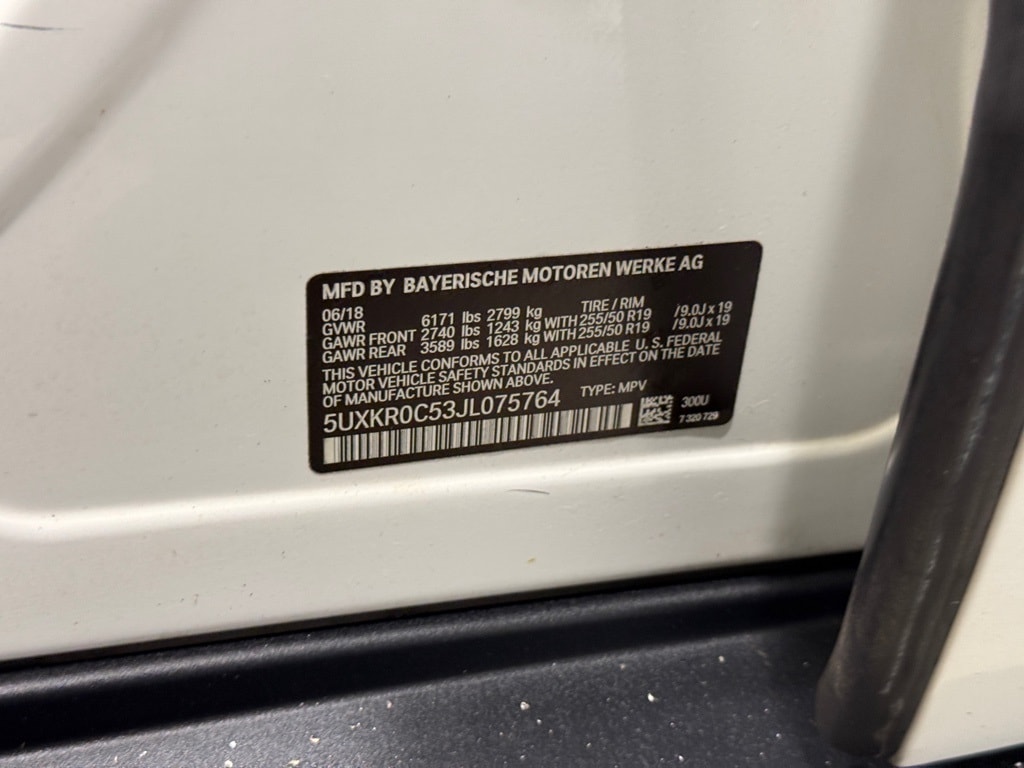 MFD BY BAYERISCHE MOTOREN WERKE AG
06/18 TIRE / RIM
GVWR 6171 lbs 2799 kg
GAWR FRONT 2740 lbs 1243 kg WITH 255/50 R19 /9.0J x 19
GAWR REAR 3589 lbs 1628 kg WITH 255/50 R19 /9.0J x 19
THIS VEHICLE CONFORMS TO ALL APPLICABLE U.S. FEDERAL
MOTOR VEHICLE SAFETY STANDARDS IN EFFECT ON THE DATE
OF MANUFACTURE SHOWN ABOVE.
5UXKR0C53JL075764 TYPE: MPV
300U
7 320 729